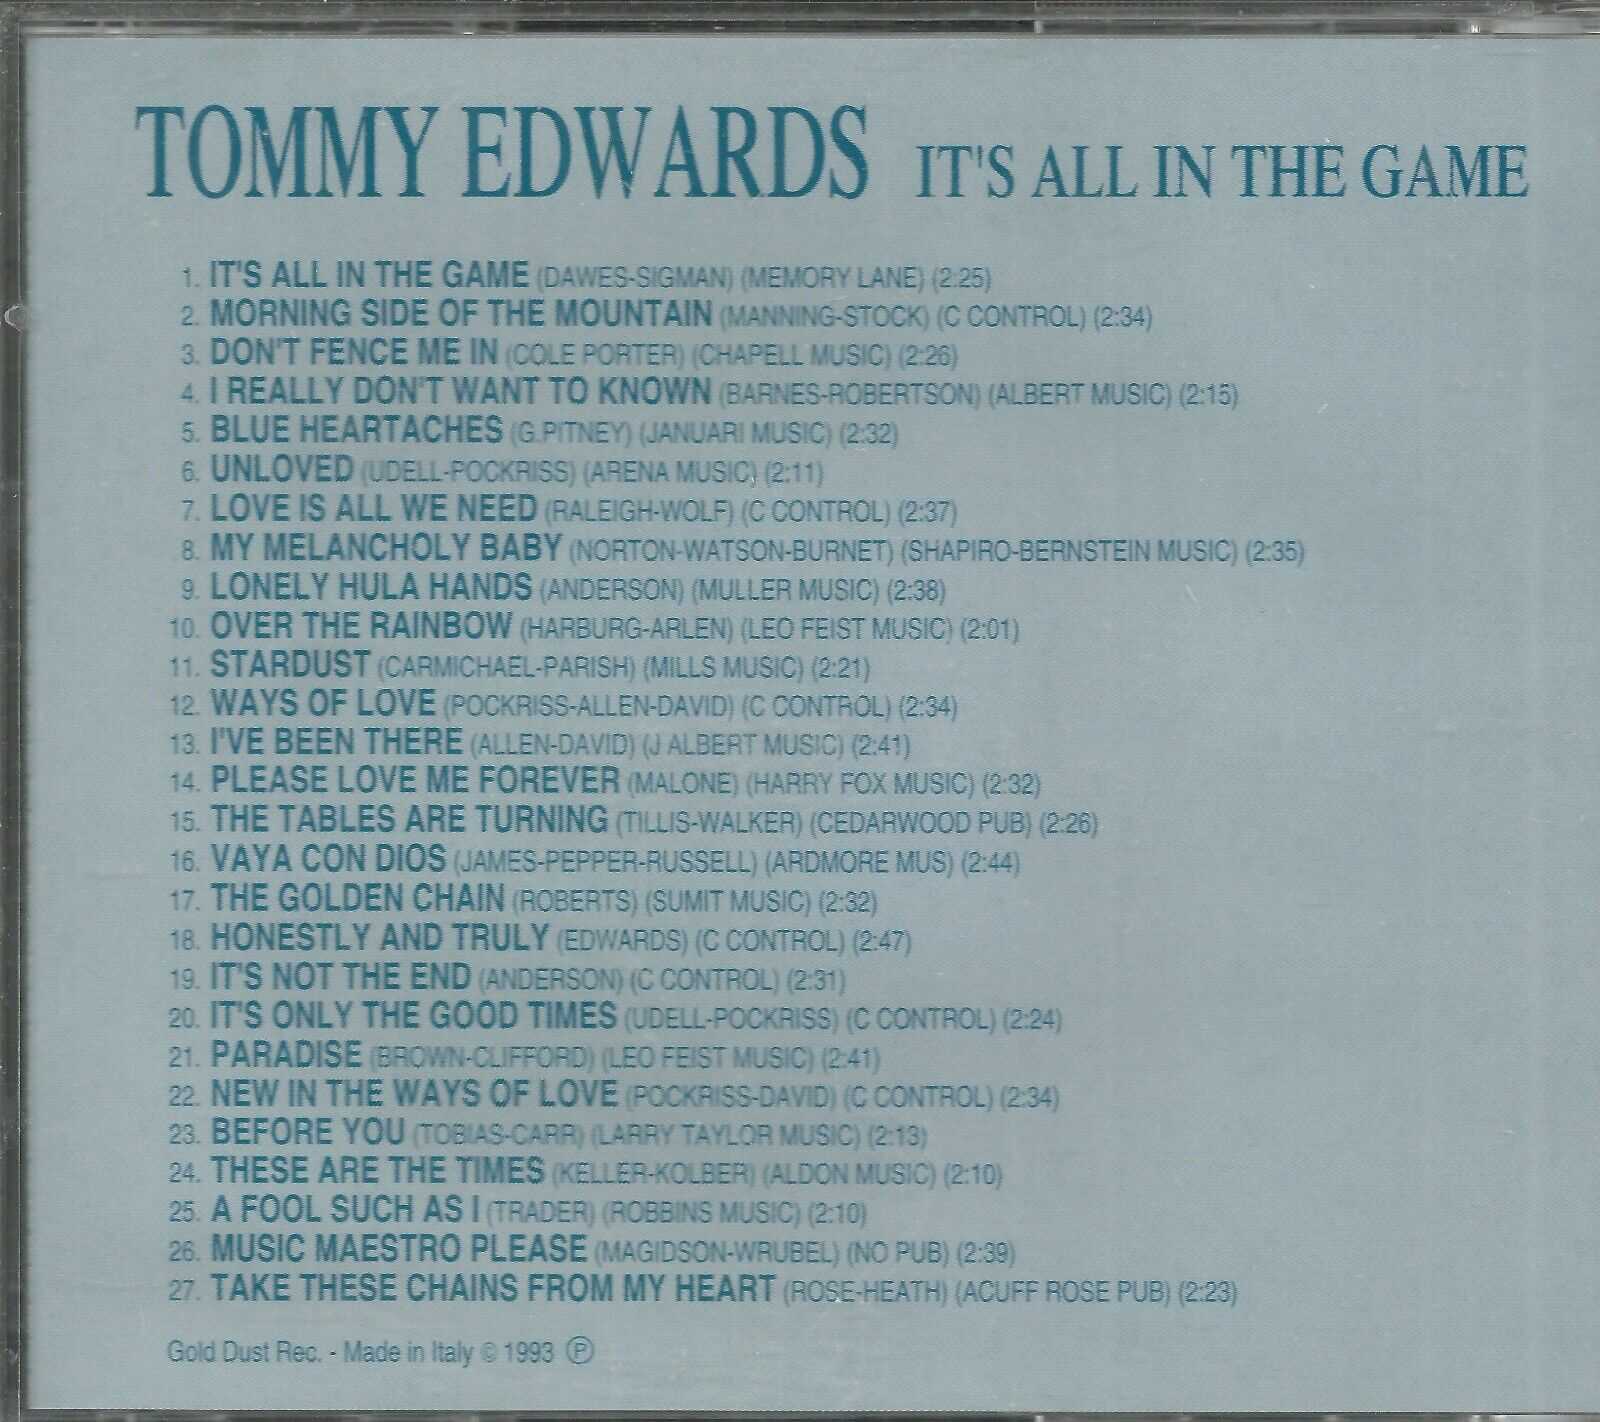 TOMMY EDWARDS IT'S ALL IN THE GAME
1. IT'S ALL IN THE GAME (DAWES-SIGMAN) (MEMORY LANE) (2:25)
2. MORNING SIDE OF THE MOUNTAIN (MANNING-STOCK) (C CONTROL) (2:34)
3. DON'T FENCE ME IN (COLE PORTER) (CHAPELL MUSIC) (2:26)
4. I REALLY DON'T WANT TO KNOWN (BARNES-ROBERTSON) (ALBERT MUSIC) (2:15)
5. BLUE HEARTACHES (G.PITNEY) (JANUARI MUSIC) (2:32)
6. UNLOVED (UDELL-POCKRISS) (ARENA MUSIC) (2:11)
7. LOVE IS ALL WE NEED (RALEIGH-WOLF) (C CONTROL) (2:37)
8. MY MELANCHOLY BABY (NORTON-WATSON-BURNET) (SHAPIRO-BERNSTEIN MUSIC) (2:35)
9. LONELY HULA HANDS (ANDERSON) (MULLER MUSIC) (2:38)
10. OVER THE RAINBOW (HARBURG-ARLEN) (LEO FEIST MUSIC) (2:01)
11. STARDUST (CARMICHAEL-PARISH) (MILLS MUSIC) (2:21)
12. WAYS OF LOVE (POCKRISS-ALLEN-DAVID) (C CONTROL) (2:34)
13. I'VE BEEN THERE (ALLEN-DAVID) (J ALBERT MUSIC) (2:41)
14. PLEASE LOVE ME FOREVER (MALONE) (HARRY FOX MUSIC) (2:32)
15. THE TABLES ARE TURNING (TILLIS-WALKER) (CEDARWOOD PUB) (2:26)
16. VAYA CON DIOS (JAMES-PEPPER-RUSSELL) (ARDMORE MUS) (2:44)
17. THE GOLDEN CHAIN (ROBERTS) (SUMIT MUSIC) (2:32)
18. HONESTLY AND TRULY (EDWARDS) (C CONTROL) (2:47)
19. IT'S NOT THE END (ANDERSON) (C CONTROL) (2:31)
20. IT'S ONLY THE GOOD TIMES (UDELL-POCKRISS) (C CONTROL) (2:24)
21. PARADISE (BROWN-CLIFFORD) (LEO FEIST MUSIC) (2:41)
22. NEW IN THE WAYS OF LOVE (POCKRISS-DAVID) (C CONTROL) (2:34)
23. BEFORE YOU (TOBIAS-CARR) (LARRY TAYLOR MUSIC) (2:13)
24. THESE ARE THE TIMES (KELLER-KOLBER) (ALDON MUSIC) (2:10)
25. A FOOL SUCH AS I (TRADER) (ROBBINS MUSIC) (2:10)
26. MUSIC MAESTRO PLEASE (MAGIDSON-WRUBEL) (NO PUB) (2:39)
27. TAKE THESE CHAINS FROM MY HEART (ROSE-HEATH) (ACUFF ROSE PUB) (2:23)
Gold Dust Rec. - Made in Italy © 1993 ℗